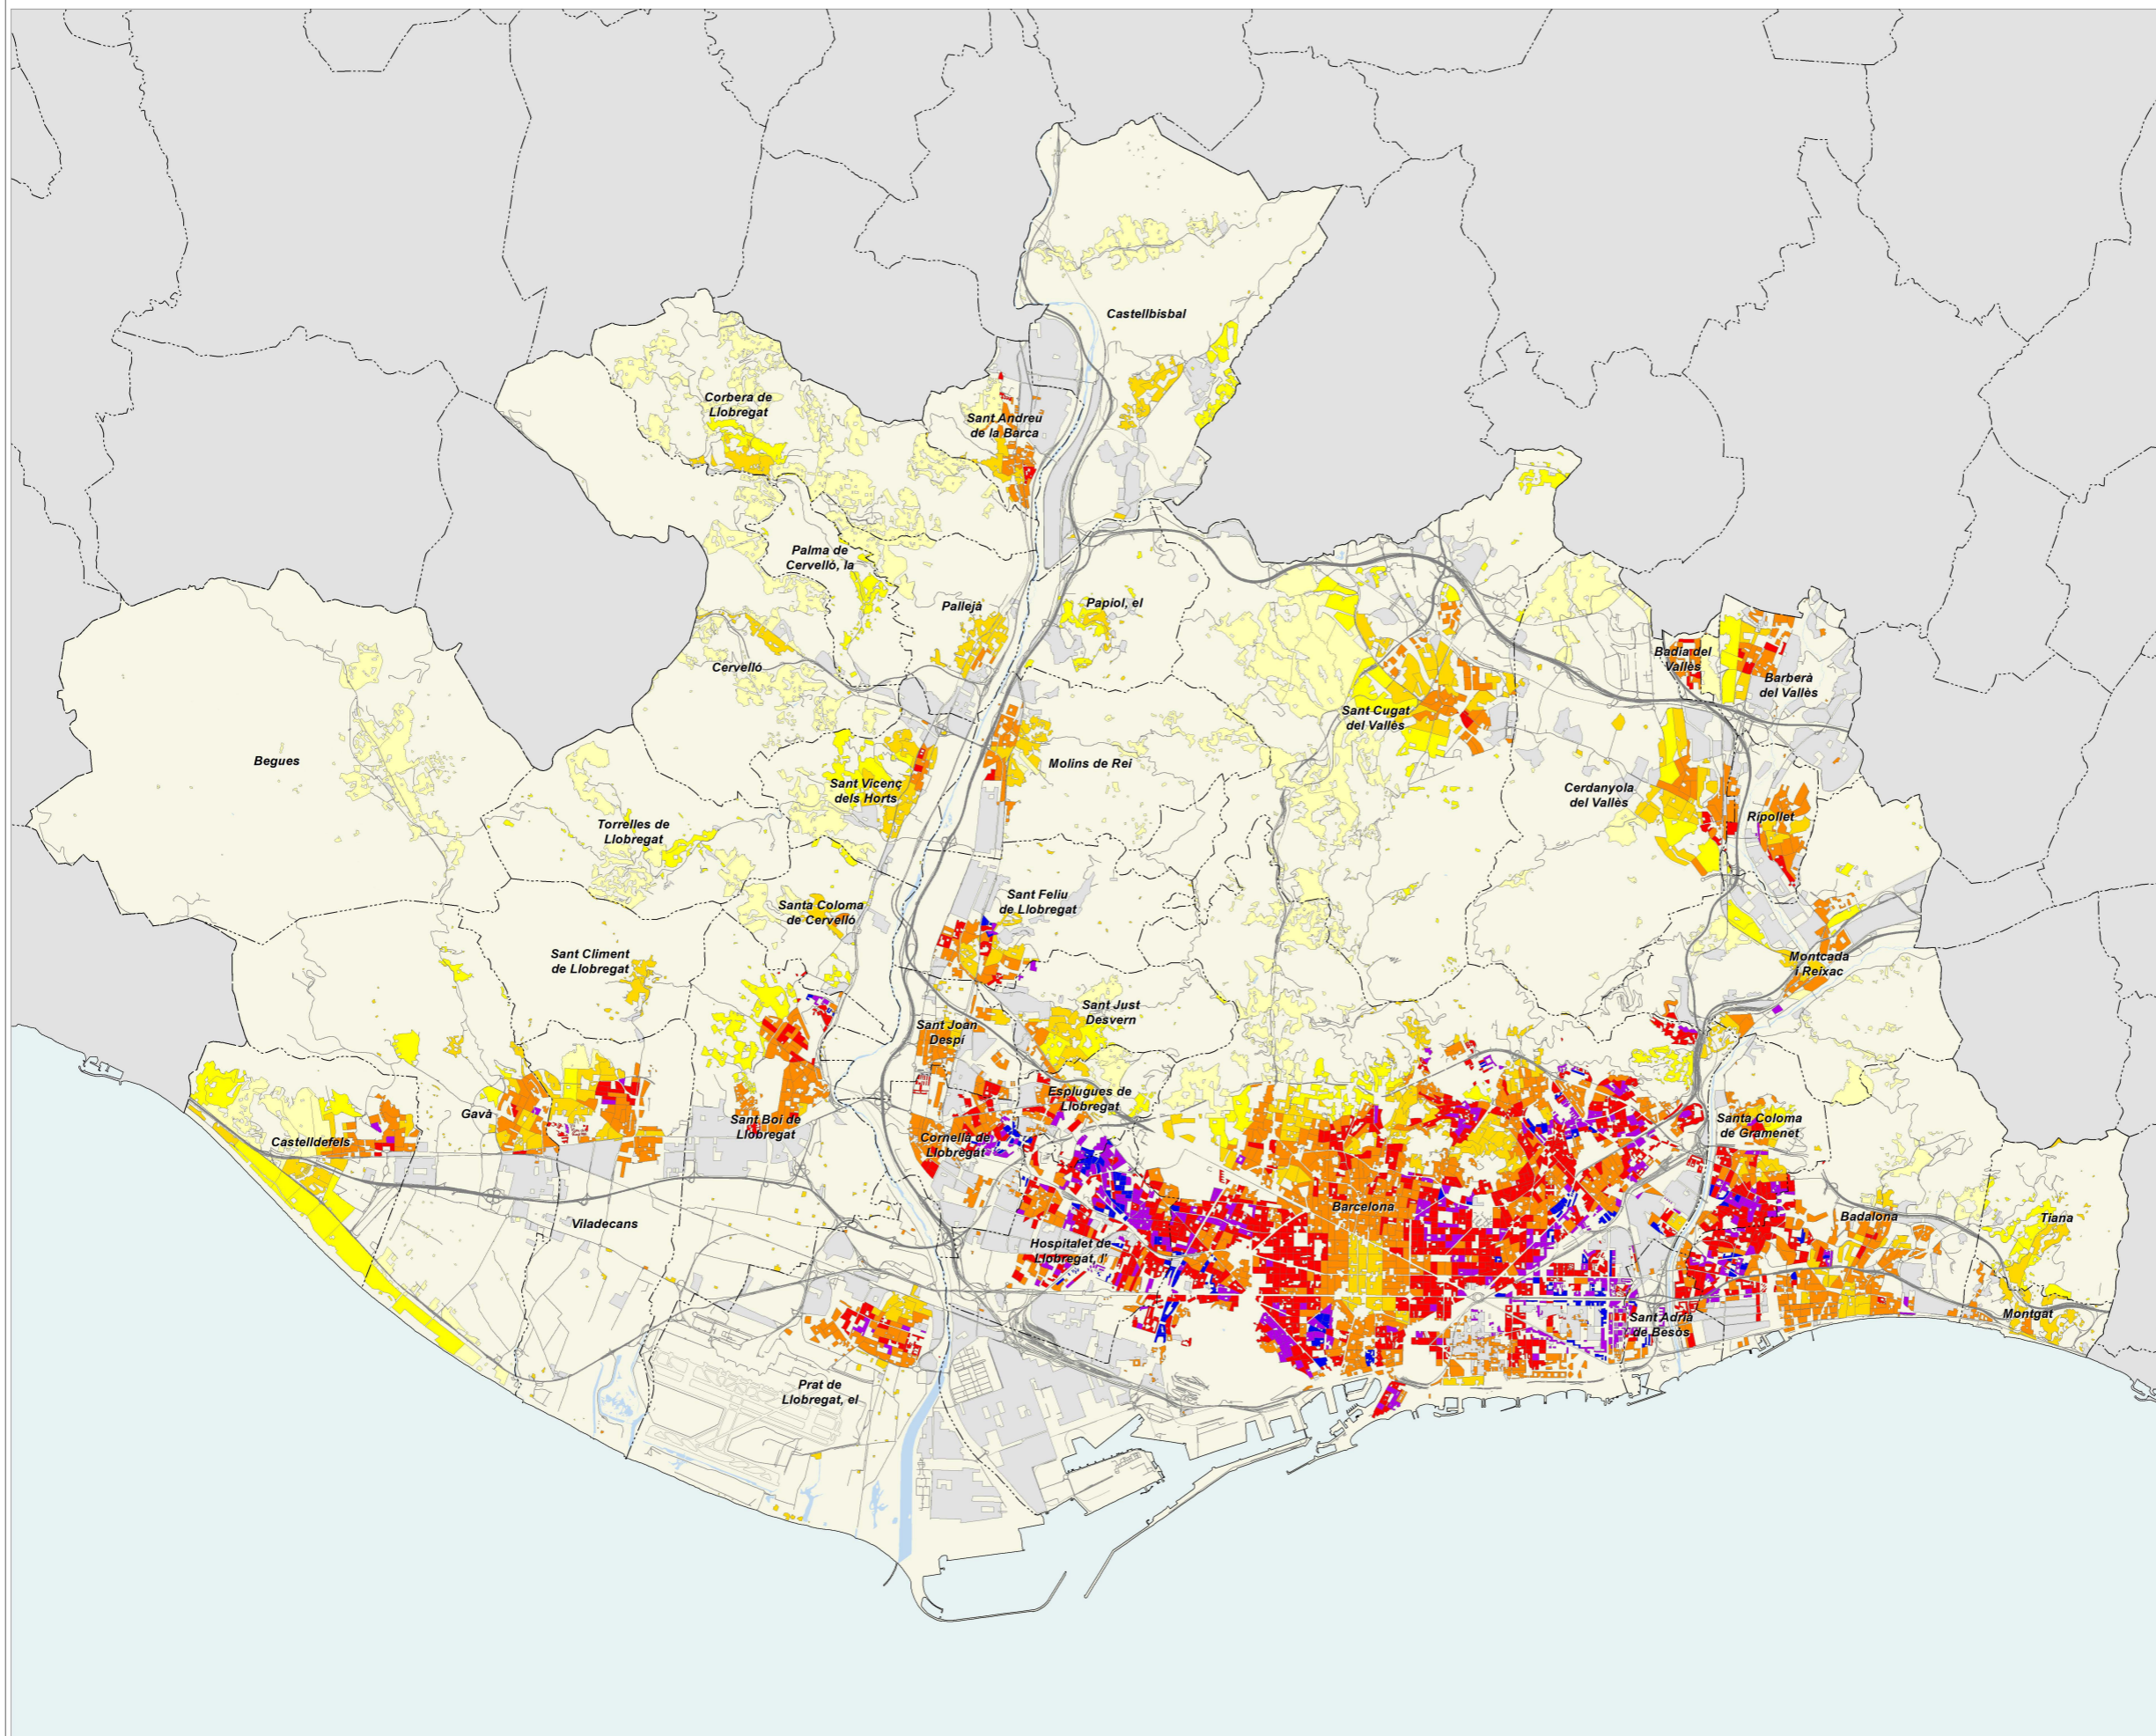 Castellbisbal
Corbera de
Llobregat
Sant Andreu
de la Barca
Palma de
Cervelló, la
Pallejà
Papiol, el
Cervelló
Badia del
Vallès
Barberà
del Vallès
Sant Cugat
del Vallès
Begues
Molins de Rei
Sant Vicenç
dels Horts
Cerdanyola
del Vallès
Ripollet
Torrelles de
Llobregat
Sant Feliu
de Llobregat
Santa Coloma
de Cervelló
Sant Climent
de Llobregat
Montcada
i Reixac
Sant Just
Desvern
Sant Joan
Despí
Esplugues de
Llobregat
Gavà
Castelldefels
Sant Boi de
Llobregat
Cornellà de
Llobregat
Santa Coloma
de Gramenet
Barcelona
Badalona
Tiana
Viladecans
Hospitalet de
Llobregat, l'
Montgat
Sant Adrià
de Besòs
Prat de
Llobregat, el